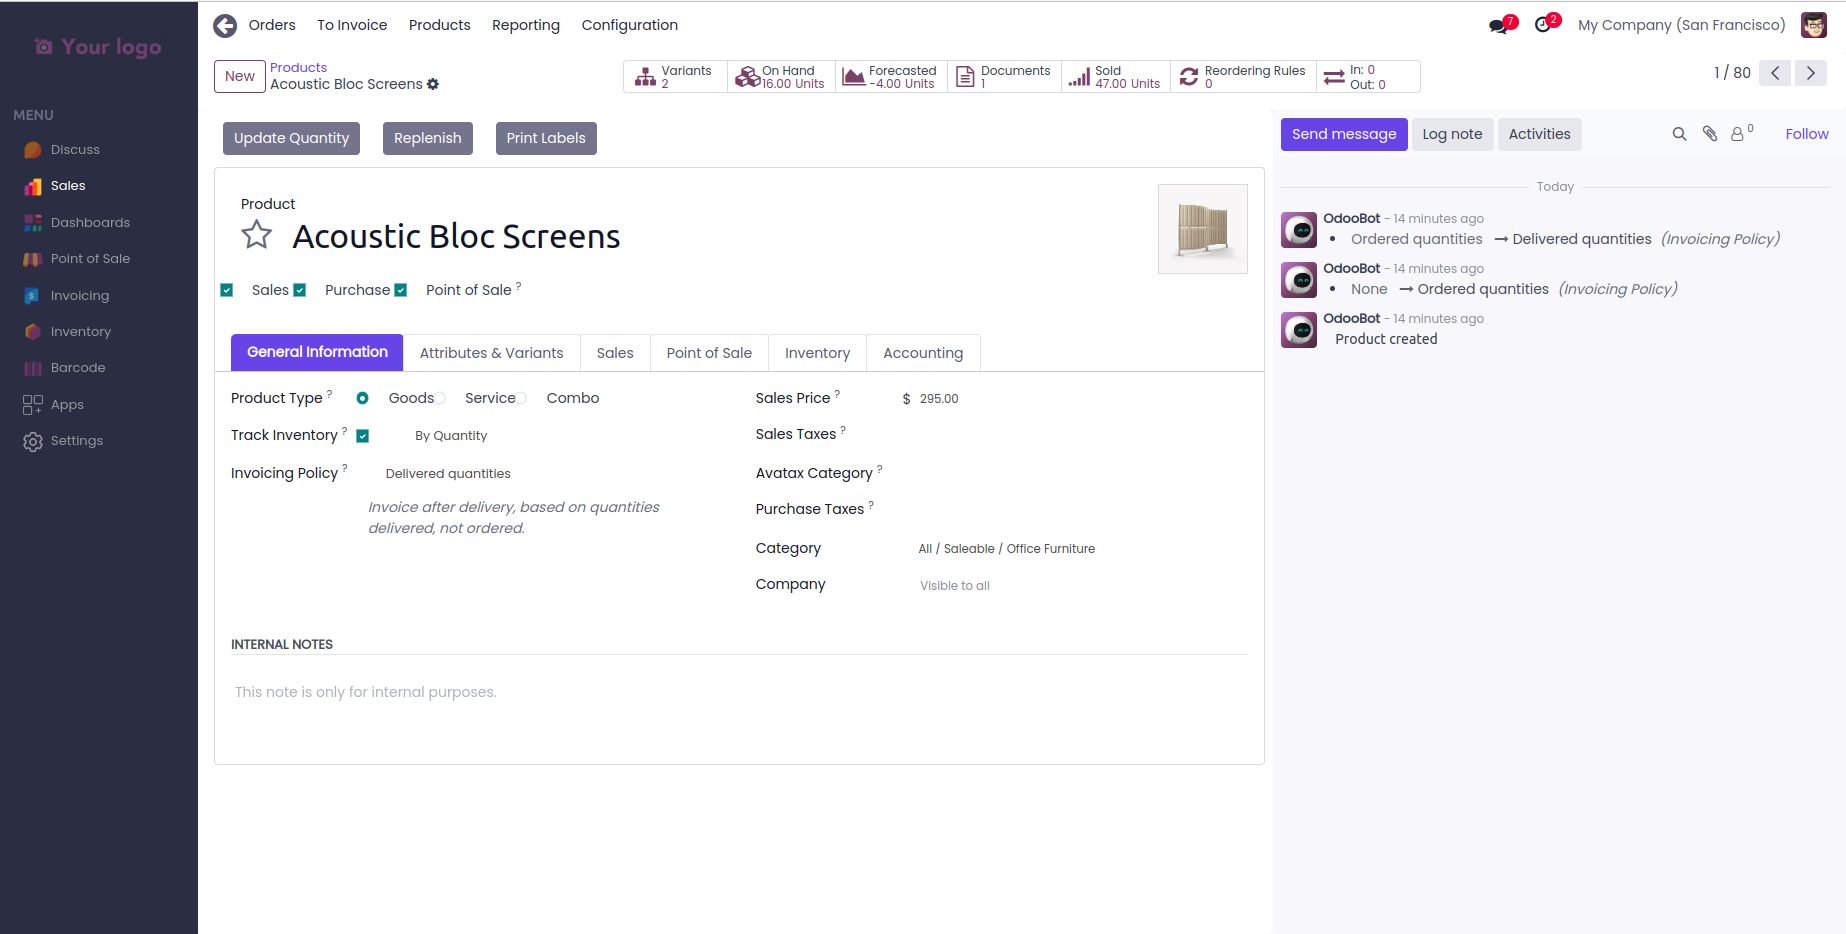 Your logo
MENU
Discuss
Sales
Dashboards
Point of Sale
Invoicing
Inventory
Barcode
Apps
Settings
Orders To Invoice Products Reporting Configuration
7 2 My Company (San Francisco)
New Products
Acoustic Bloc Screens
Variants
2
On Hand
16.00 Units
Forecasted
-4.00 Units
Documents
1
Sold
47.00 Units
Reordering Rules
0
In: 0
Out: 0
1 / 80
Update Quantity Replenish Print Labels
Product
Acoustic Bloc Screens
Sales Purchase Point of Sale ?
General Information Attributes & Variants Sales Point of Sale Inventory Accounting
Product Type ? Goods Service Combo
Track Inventory ? By Quantity
Invoicing Policy ? Delivered quantities
Invoice after delivery, based on quantities
delivered, not ordered.
Sales Price ? $ 295.00
Sales Taxes ?
Avatax Category ?
Purchase Taxes ?
Category All / Saleable / Office Furniture
Company Visible to all
INTERNAL NOTES
This note is only for internal purposes.
Send message Log note Activities 0 Follow
Today
OdooBot - 14 minutes ago
• Ordered quantities → Delivered quantities (Invoicing Policy)
OdooBot - 14 minutes ago
• None → Ordered quantities (Invoicing Policy)
OdooBot - 14 minutes ago
Product created